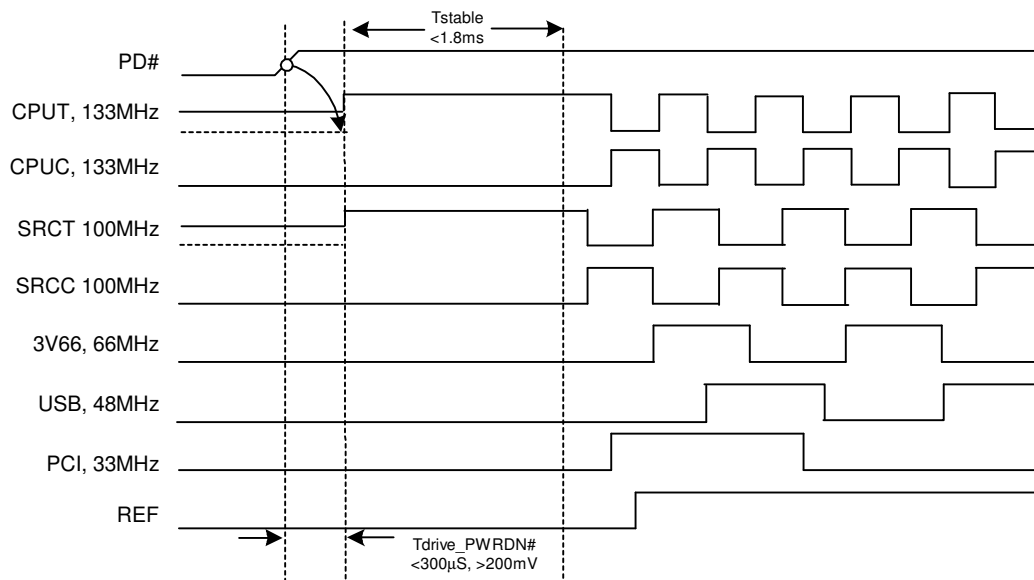 Tstable
<1.8ms
PD#
CPUT, 133MHz
CPUC, 133MHz
SRCT 100MHz
SRCC 100MHz
3V66, 66MHz
USB, 48MHz
PCI, 33MHz
REF
Tdrive_PWRDN#
<300µS, >200mV